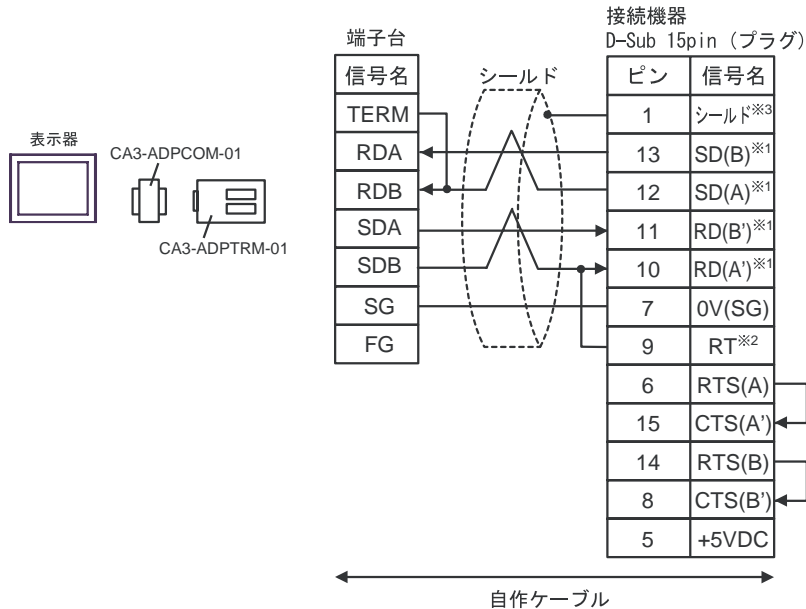 接続機器
端子台
D-Sub 15pin (プラグ)
信号名
シールド
ピン 信号名
TERM
1 シールド※3
表示器
CA3-ADPCOM-01
RDA
13 SD(B)※1
RDB
12 SD(A)※1
CA3-ADPTRM-01
SDA
11 RD(B')※1
SDB
10 RD(A')※1
SG
7 0V(SG)
FG
9 RT※2
6 RTS(A)
15 CTS(A')
14 RTS(B)
8 CTS(B')
5 +5VDC
自作ケーブル